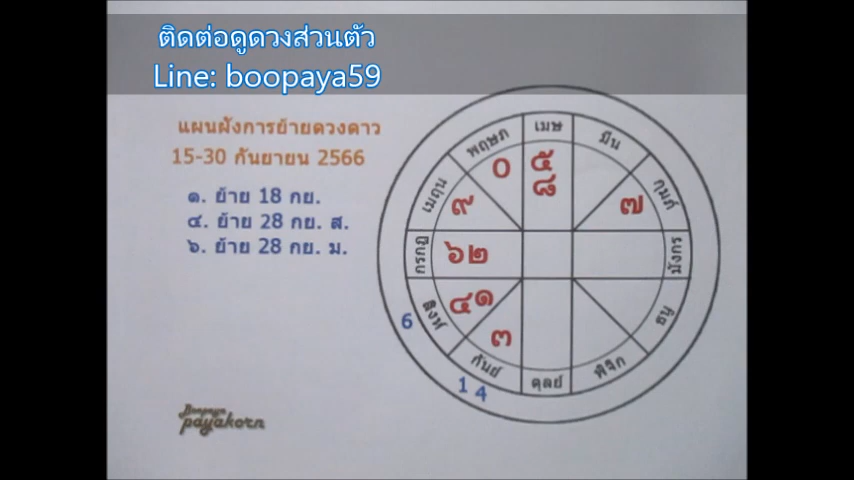 ติดต่อดูดวงส่วนตัว
Line: boopaya59
แผนผังการย้ายดวงดาว
15-30 กันยายน 2566
๑. ย้าย 18 กย.
๔. ย้าย 28 กย. ส.
๖. ย้าย 28 กย. ม.
พฤษภ
เมษ
มีน
เมถุน
กุมภ์
กรกฎ
มังกร
สิงห์
ธนู
กันย์
ตุลย์
พิจิก
๐
๕
๘
๙
๗
๖๒
๔๑
๓
6
1 4
Boopaya
payakorn